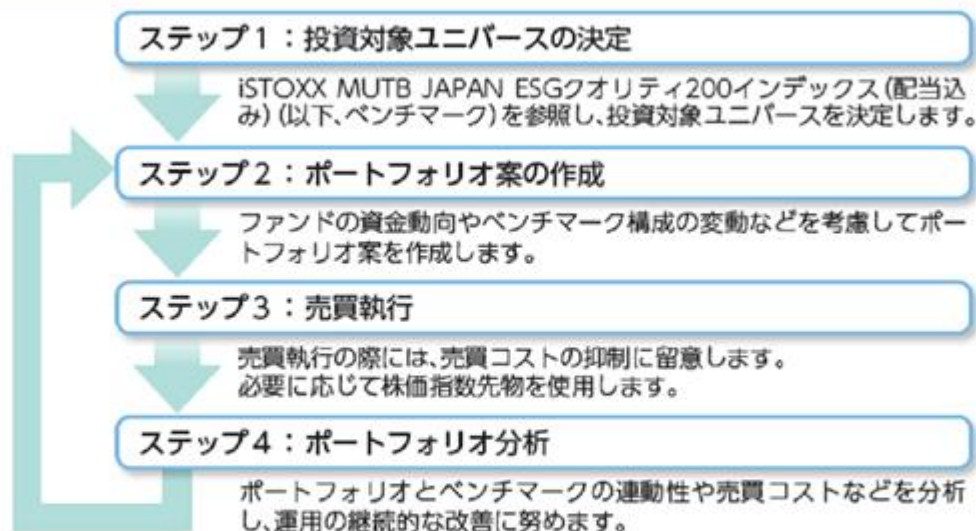 ステップ1：投資対象ユニバースの決定
iSTOXX MUTB JAPAN ESGクオリティ200インデックス(配当込
み)(以下、ベンチマーク)を参照し、投資対象ユニバースを決定します。
ステップ2：ポートフォリオ案の作成
ファンドの資金動向やベンチマーク構成の変動などを考慮してポー
トフォリオ案を作成します。
ステップ3：売買執行
売買執行の際には、売買コストの抑制に留意します。
必要に応じて株価指数先物を使用します。
ステップ4：ポートフォリオ分析
ポートフォリオとベンチマークの連動性や売買コストなどを分析
し、運用の継続的な改善に努めます。